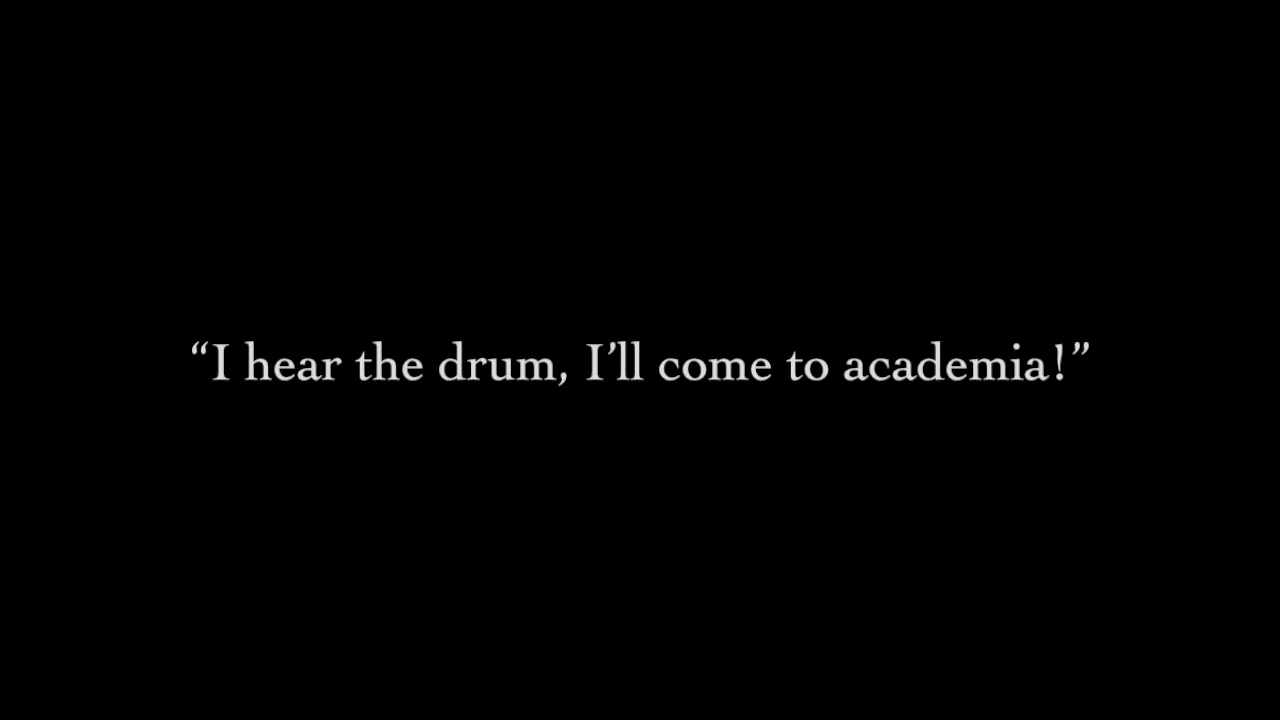 “I hear the drum, I’ll come to academia!”